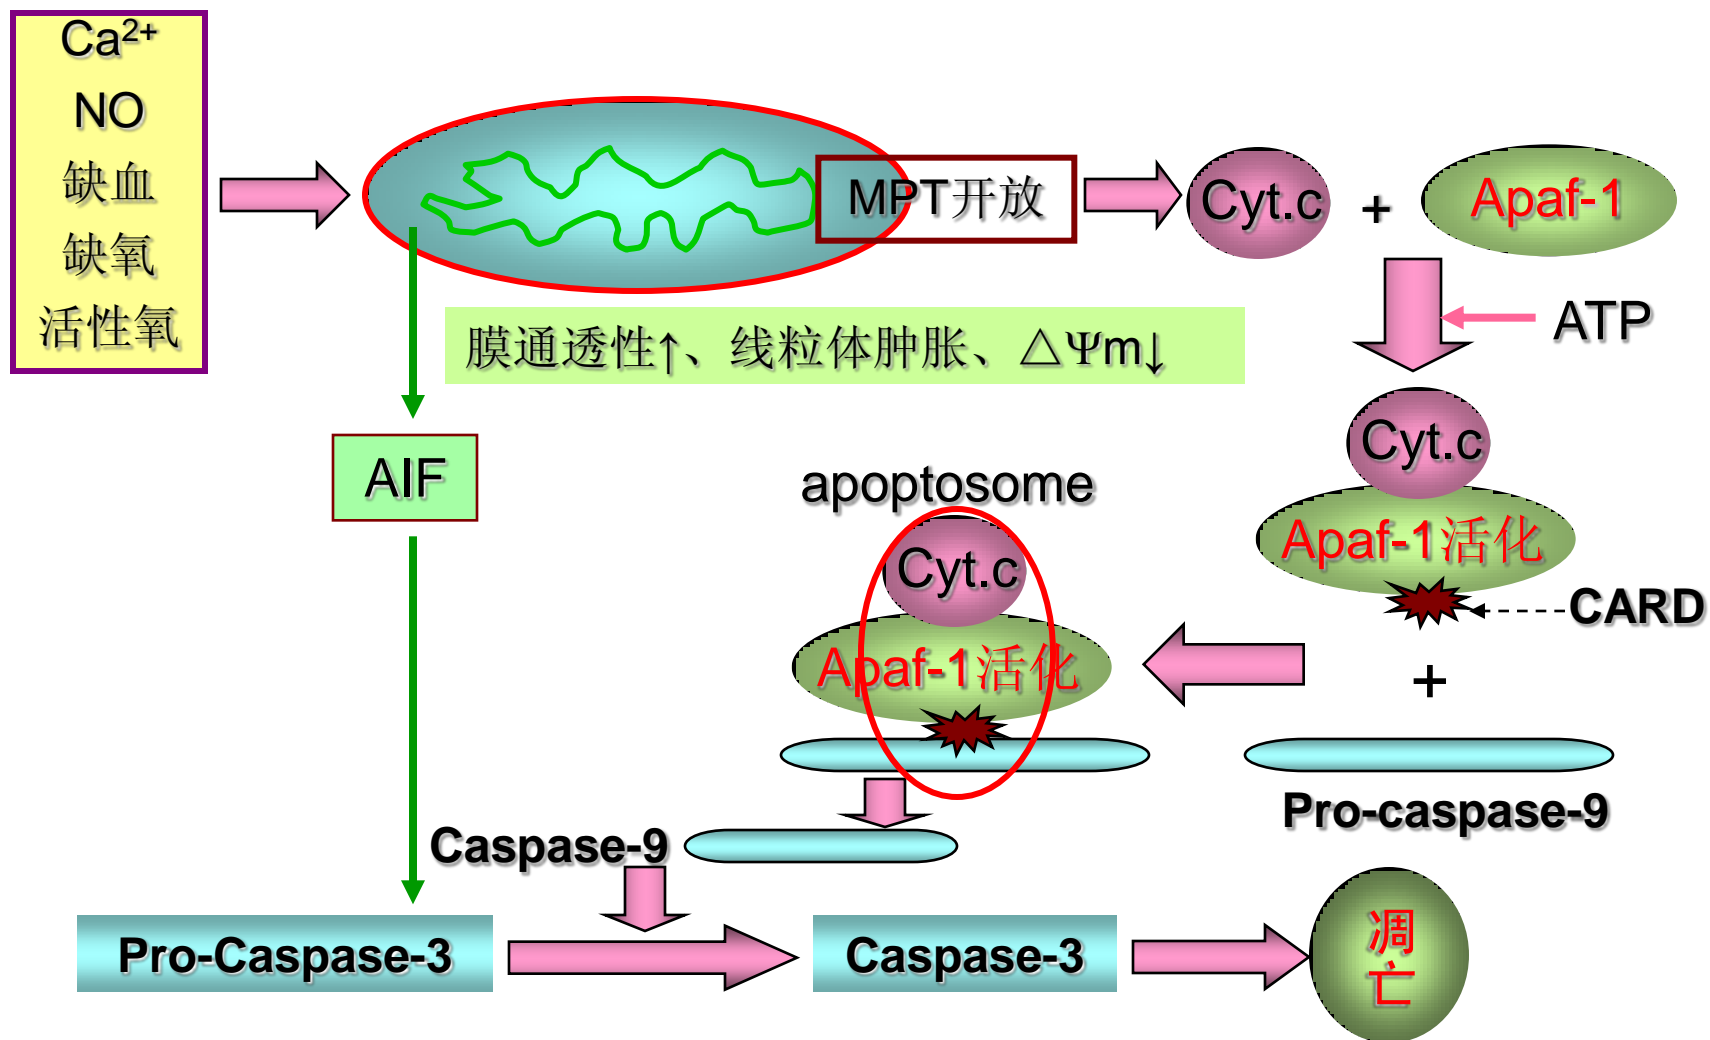 Ca²⁺
NO
缺血
缺氧
活性氧
MPT开放
Cyt.c
+
Apaf-1
膜通透性↑、线粒体肿胀、△Ψm↓
ATP
AIF
Cyt.c
Apaf-1活化
CARD
+
Pro-caspase-9
apoptosome
Cyt.c
Apaf-1活化
Caspase-9
Pro-Caspase-3
Caspase-3
凋
亡